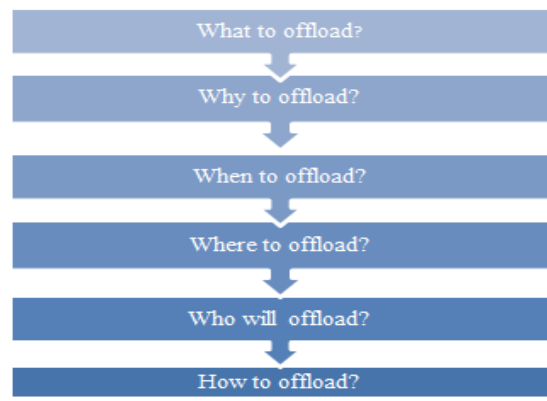 What to offload?
Why to offload?
When to offload?
Where to offload?
Who will offload?
How to offload?